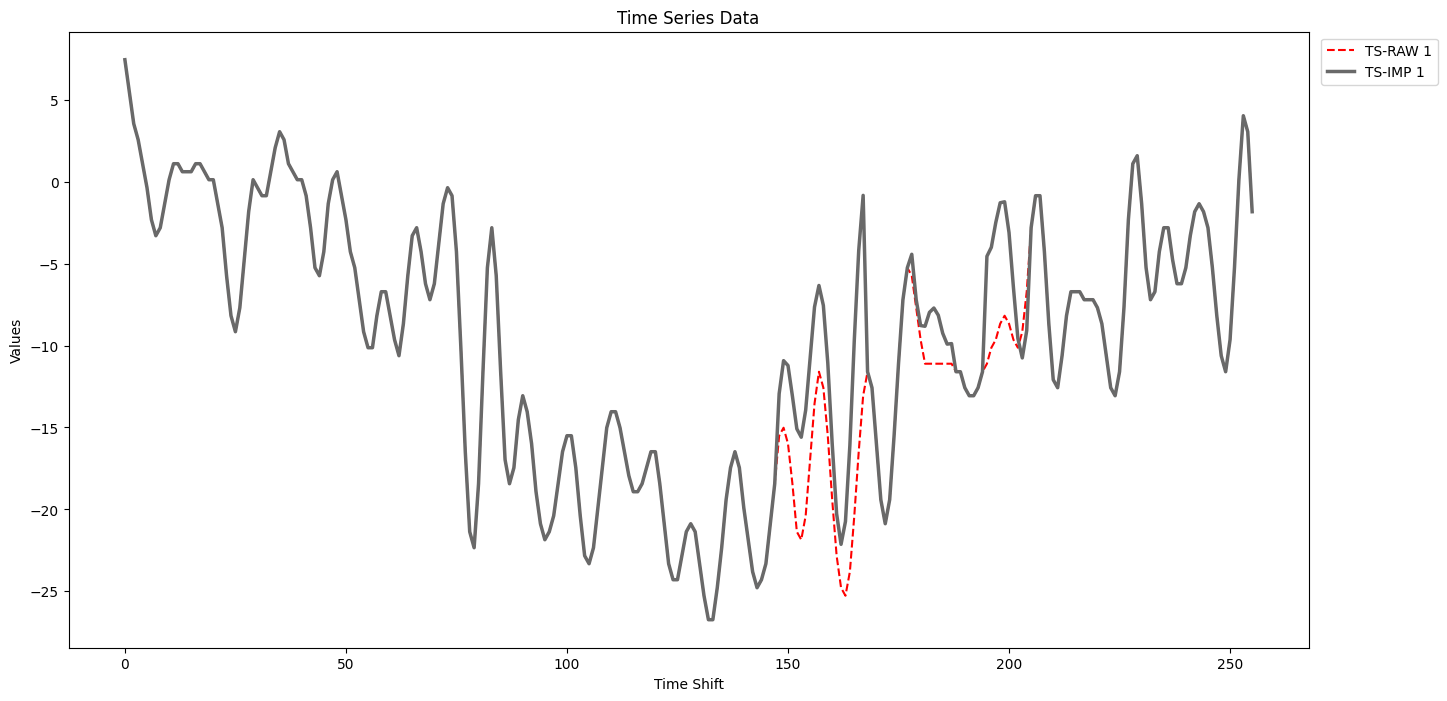 Time Series Data
TS-RAW 1
TS-IMP 1
Values
5
0
−5
−10
−15
−20
−25
0 50 100 150 200 250
Time Shift